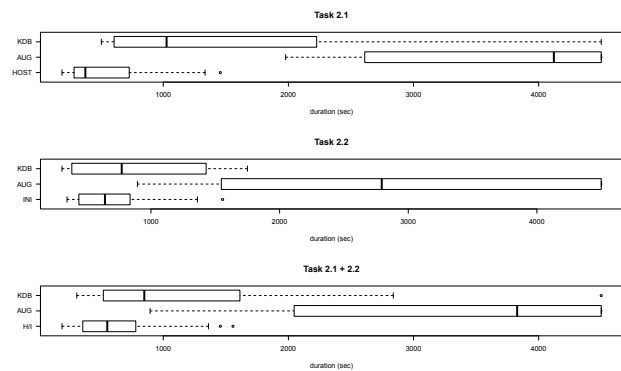 Task 2.1
KDB
AUG
HOST
1000 2000 3000 4000
duration (sec)
Task 2.2
KDB
AUG
INI
1000 2000 3000 4000
duration (sec)
Task 2.1 + 2.2
KDB
AUG
H/I
1000 2000 3000 4000
duration (sec)